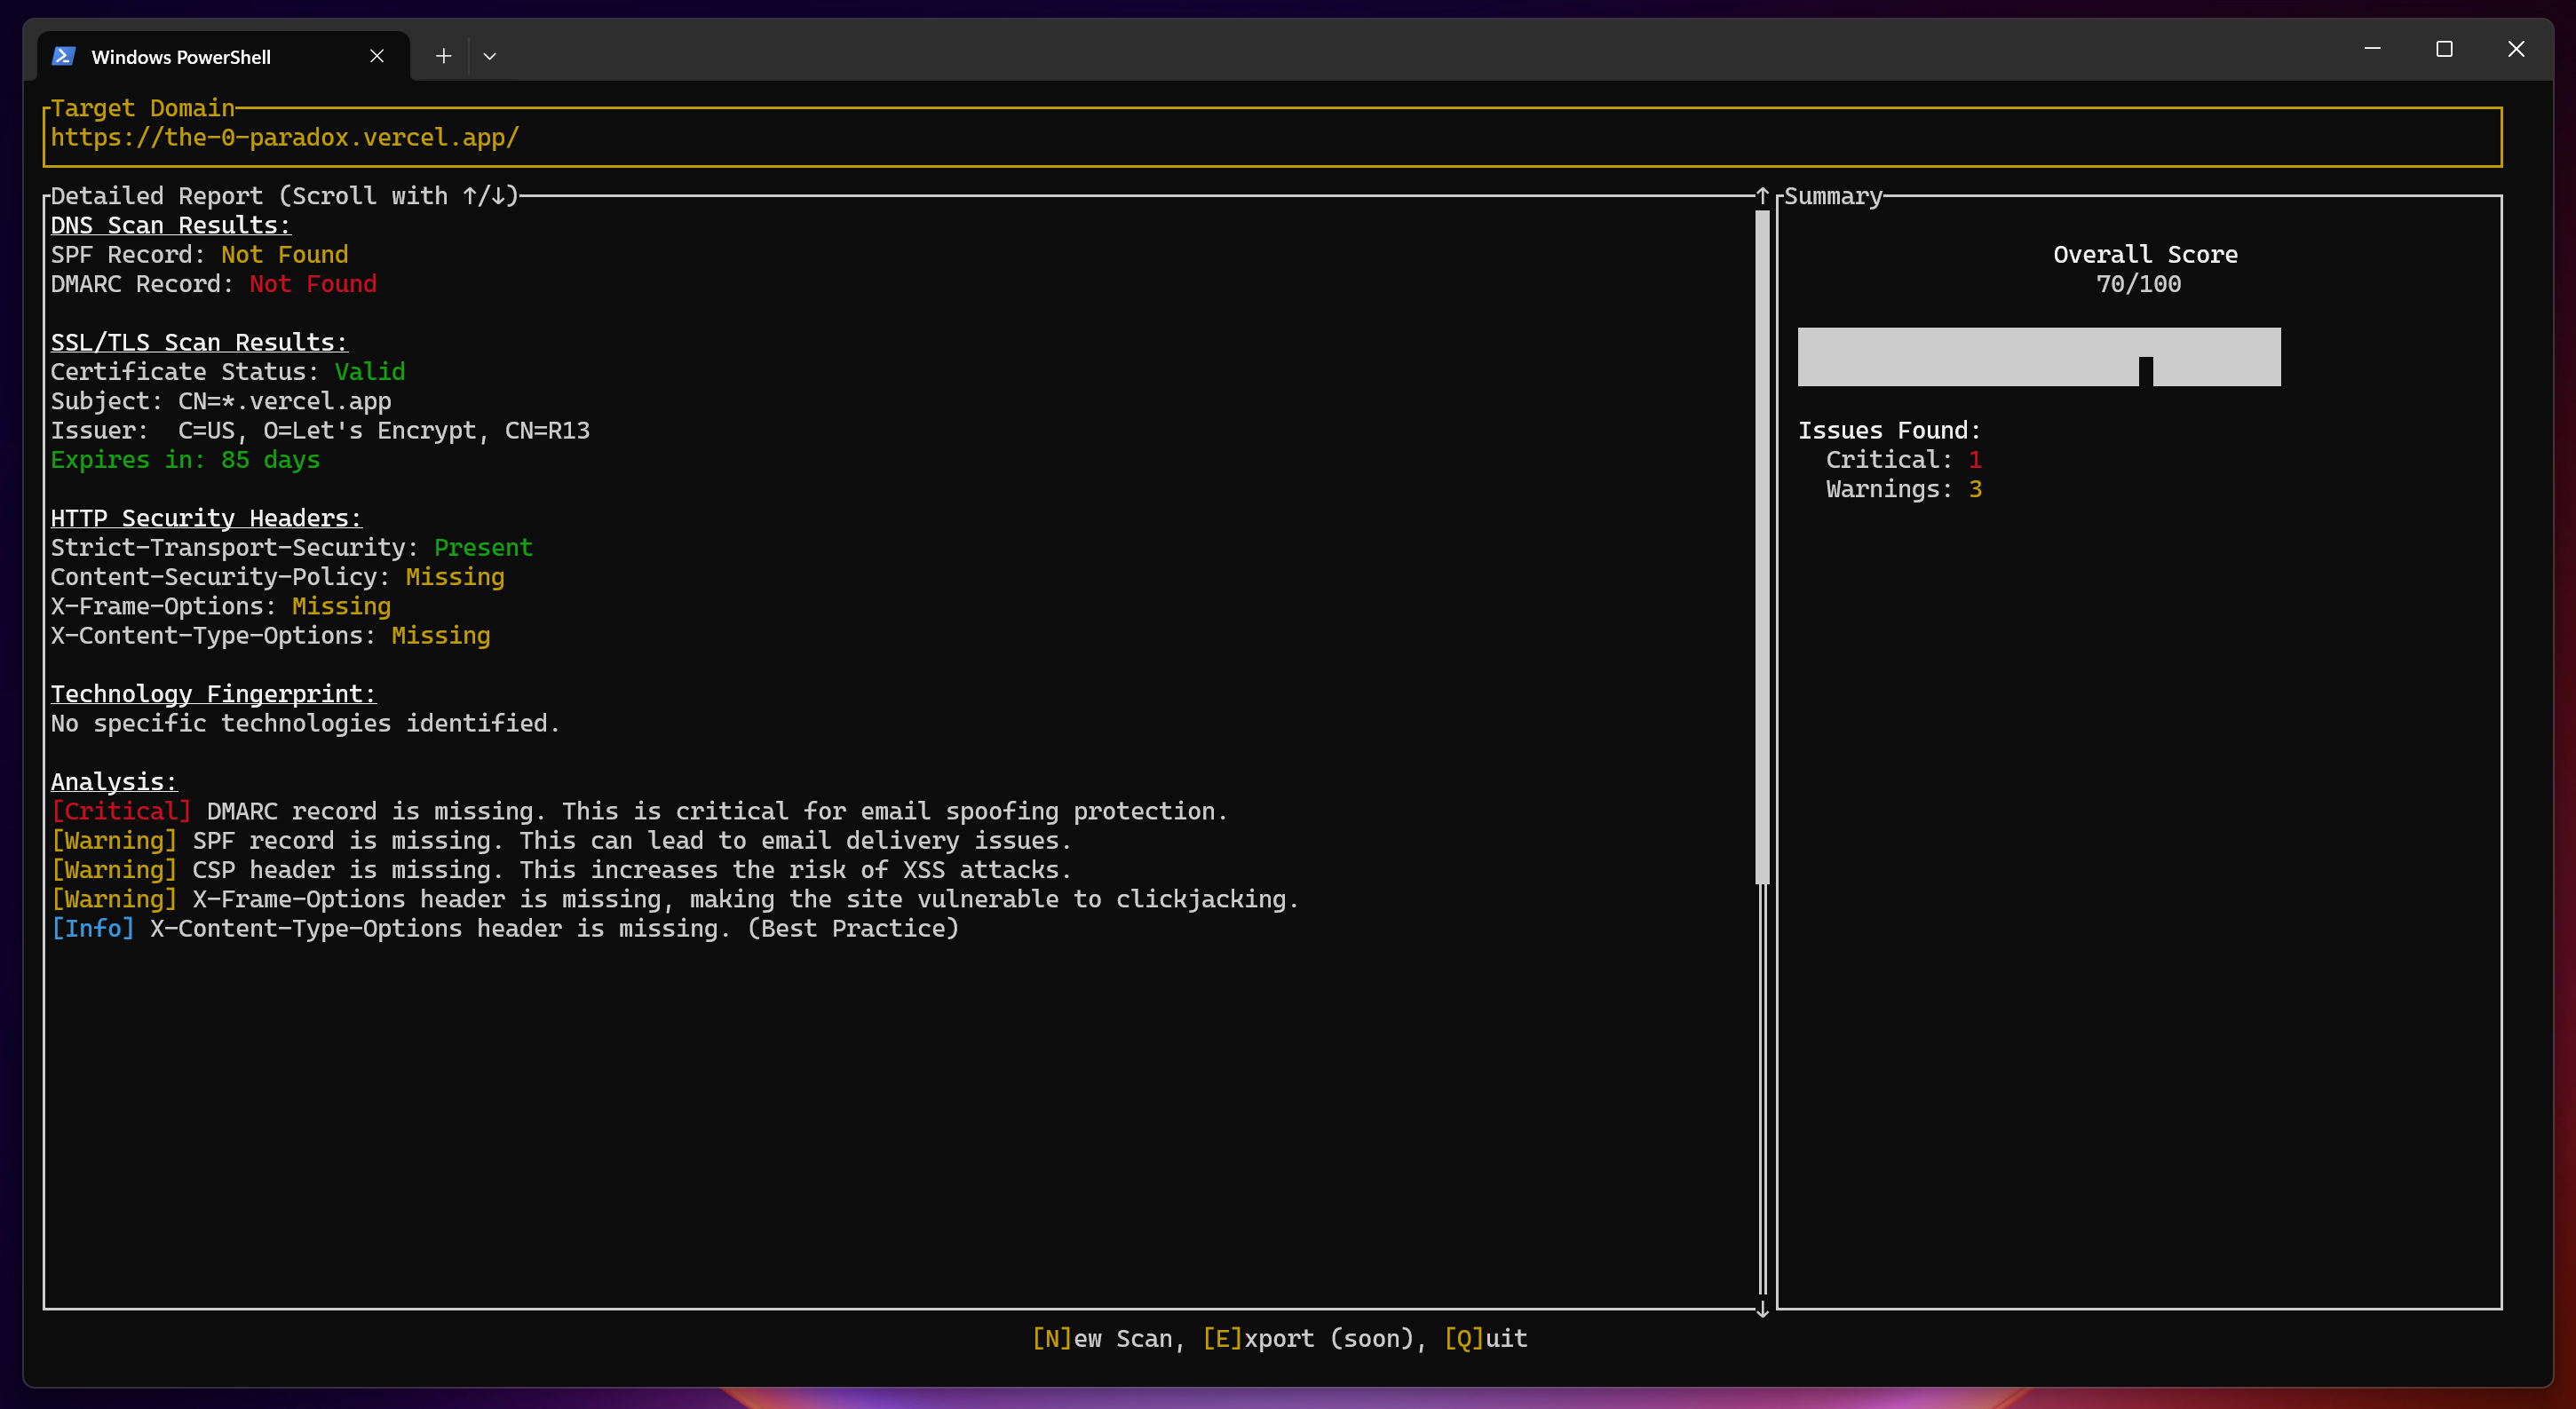 Windows PowerShell
Target Domain
https://the-0-paradox.vercel.app/
Detailed Report (Scroll with ↑/↓)
DNS Scan Results:
SPF Record: Not Found
DMARC Record: Not Found
SSL/TLS Scan Results:
Certificate Status: Valid
Subject: CN=*.vercel.app
Issuer:  C=US, O=Let's Encrypt, CN=R13
Expires in: 85 days
HTTP Security Headers:
Strict-Transport-Security: Present
Content-Security-Policy: Missing
X-Frame-Options: Missing
X-Content-Type-Options: Missing
Technology Fingerprint:
No specific technologies identified.
Analysis:
[Critical] DMARC record is missing. This is critical for email spoofing protection.
[Warning] SPF record is missing. This can lead to email delivery issues.
[Warning] CSP header is missing. This increases the risk of XSS attacks.
[Warning] X-Frame-Options header is missing, making the site vulnerable to clickjacking.
[Info] X-Content-Type-Options header is missing. (Best Practice)
Summary
Overall Score
70/100
Issues Found:
Critical: 1
Warnings: 3
[N]ew Scan, [E]xport (soon), [Q]uit